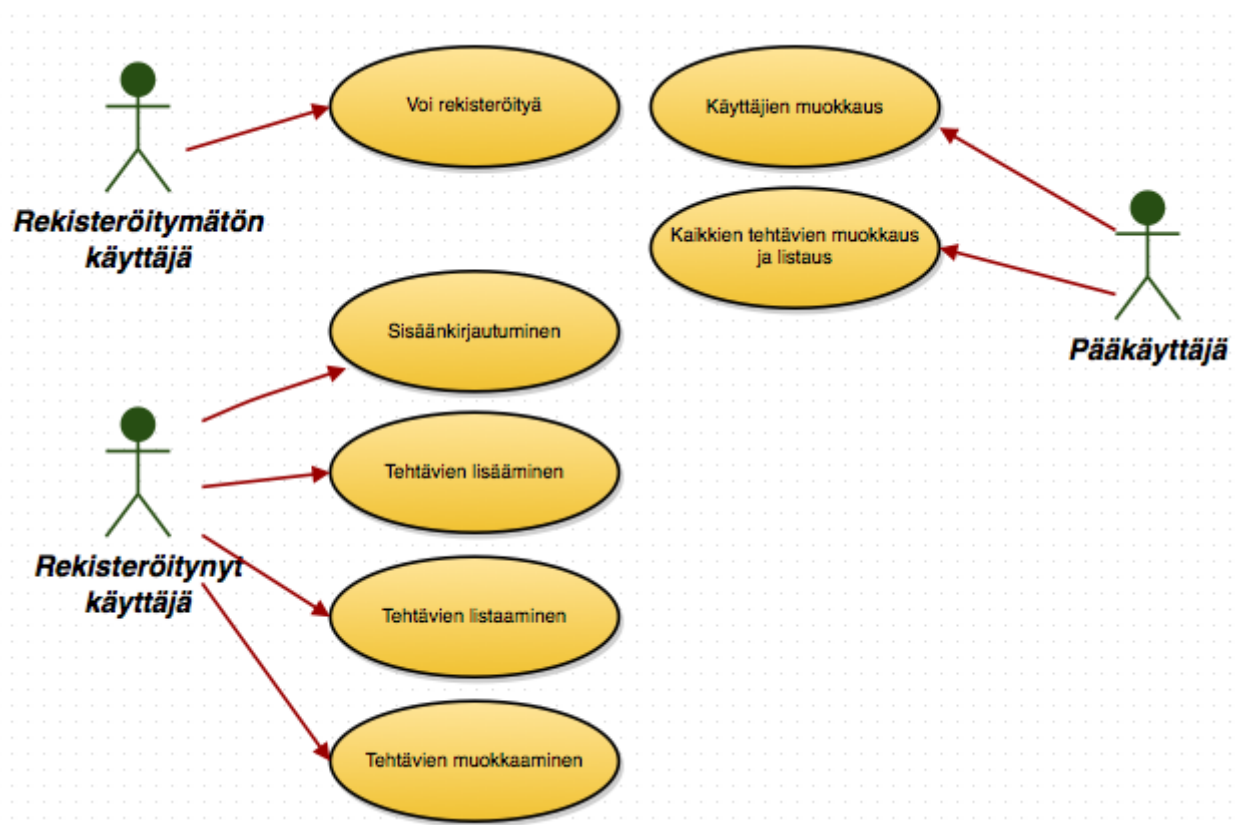 Voi rekisteröityä
Käyttäjien muokkaus
Rekisteröitymätön
käyttäjä
Kaikkien tehtävien muokkaus
ja listaus
Pääkäyttäjä
Sisäänkirjautuminen
Tehtävien lisääminen
Rekisteröitynyt
käyttäjä
Tehtävien listaaminen
Tehtävien muokkaaminen